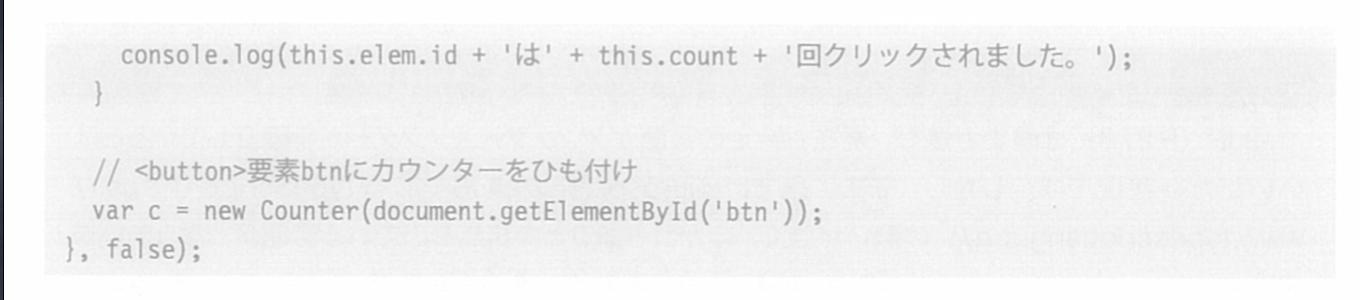 console.log(this.elem.id + 'は' + this.count + '回クリックされました。');
}
// <button>要素btnにカウンターをひも付け
var c = new Counter(document.getElementById('btn'));
}, false);